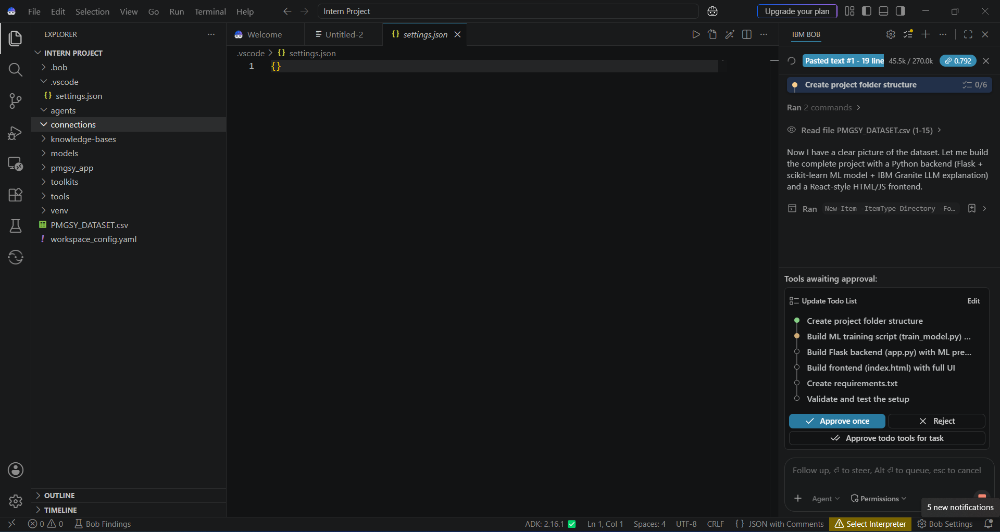 File Edit Selection View Go Run Terminal Help
Intern Project
Upgrade your plan
EXPLORER
INTERN PROJECT
.bob
.vscode
{} settings.json
agents
connections
knowledge-bases
models
pmgsy_app
toolkits
tools
venv
PMGSY_DATASET.csv
! workspace_config.yaml
OUTLINE
TIMELINE
Welcome
Untitled-2
{} settings.json
.vscode > {} settings.json
1 {}
IBM BOB
Pasted text #1 - 19 line 45.5k / 270.0k 0.792
Create project folder structure 0/6
Ran 2 commands >
Read file PMGSY_DATASET.csv (1-15) >
Now I have a clear picture of the dataset. Let me build
the complete project with a Python backend (Flask +
scikit-learn ML model + IBM Granite LLM explanation)
and a React-style HTML/JS frontend.
Ran New-Item -ItemType Directory -Fo...
Tools awaiting approval:
Update Todo List Edit
Create project folder structure
Build ML training script (train_model.py) ...
Build Flask backend (app.py) with ML pre...
Build frontend (index.html) with full UI
Create requirements.txt
Validate and test the setup
Approve once
Reject
Approve todo tools for task
Follow up, ⏎ to steer, Alt ⏎ to queue, esc to cancel
Agent Permissions
5 new notifications
0 0 Bob Findings
ADK: 2.16.1 Ln 1, Col 1 Spaces: 4 UTF-8 CRLF {} JSON with Comments Select Interpreter Bob Settings